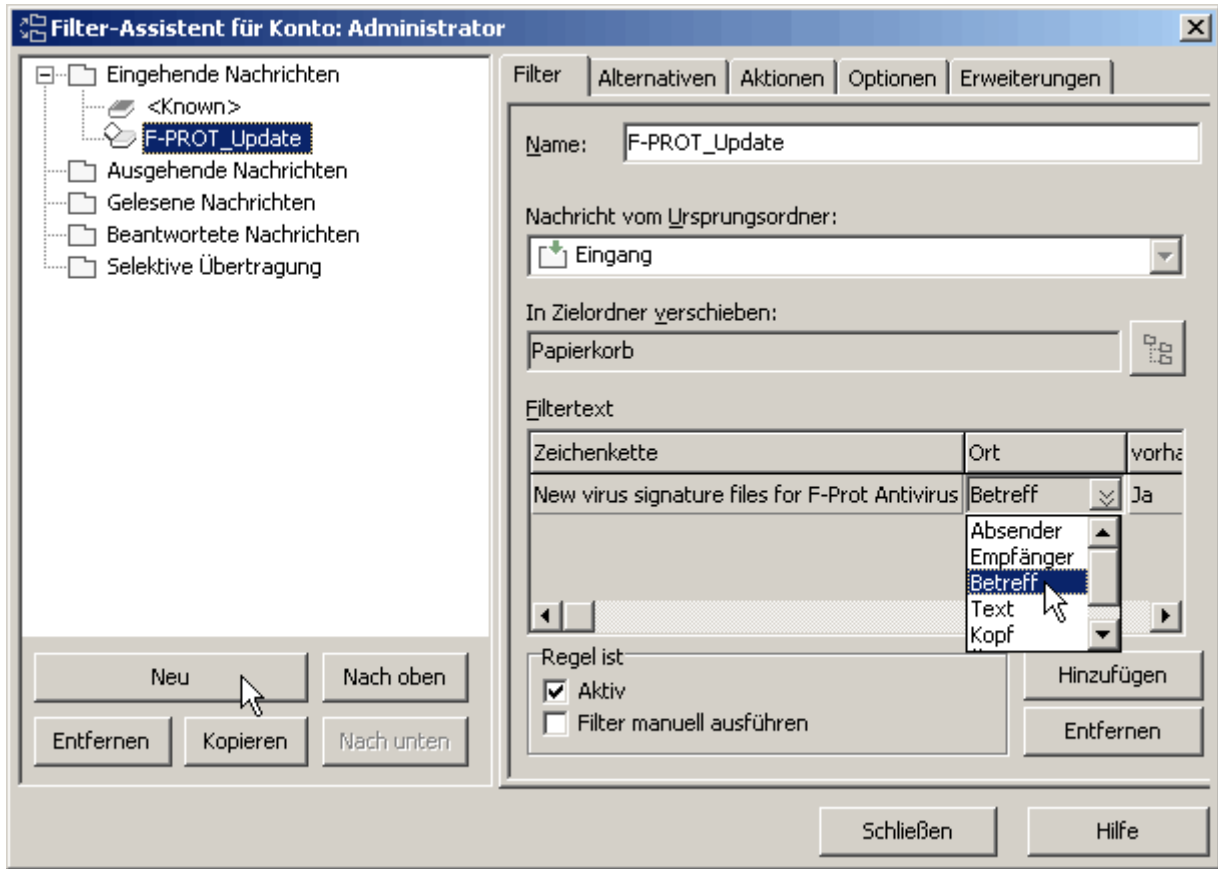 Filter-Assistent für Konto: Administrator
Eingehende Nachrichten
<Known>
F-PROT_Update
Ausgehende Nachrichten
Gelesene Nachrichten
Beantwortete Nachrichten
Selektive Übertragung
Neu
Nach oben
Entfernen
Kopieren
Nach unten
Filter
Alternativen
Aktionen
Optionen
Erweiterungen
Name:
F-PROT_Update
Nachricht vom Ursprungsordner:
Eingang
In Zielordner verschieben:
Papierkorb
Filtertext
Zeichenkette
Ort
vorha
New virus signature files for F-Prot Antivirus
Betreff
Ja
Absender
Empfänger
Betreff
Text
Kopf
Regel ist
Aktiv
Filter manuell ausführen
Hinzufügen
Entfernen
Schließen
Hilfe